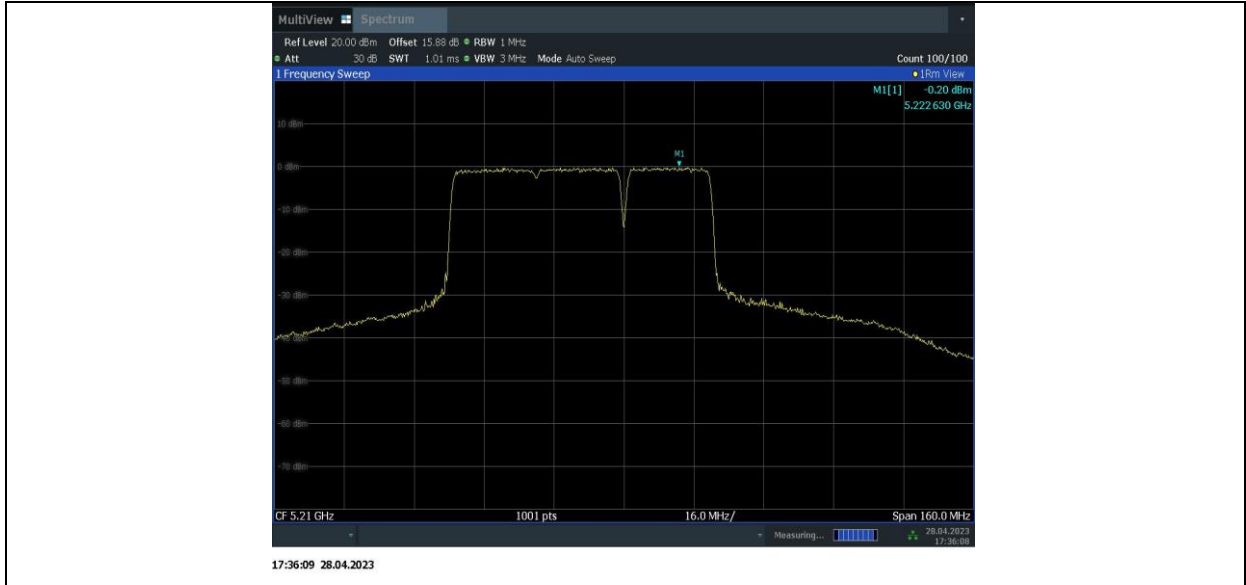 MultiView Spectrum
Ref Level 20.00 dBm Offset 15.88 dB RBW 1 MHz
Att 30 dB SWT 1.01 ms VBW 3 MHz Mode Auto Sweep Count 100/100
1 Frequency Sweep 1Rm View
M1[1] -0.20 dBm
5.222 630 GHz
10 dBm
M1
0 dBm
-10 dBm
-20 dBm
-30 dBm
-40 dBm
-50 dBm
-60 dBm
-70 dBm
CF 5.21 GHz 1001 pts 16.0 MHz/ Span 160.0 MHz
Measuring... 28.04.2023
17:36:08
17:36:09 28.04.2023